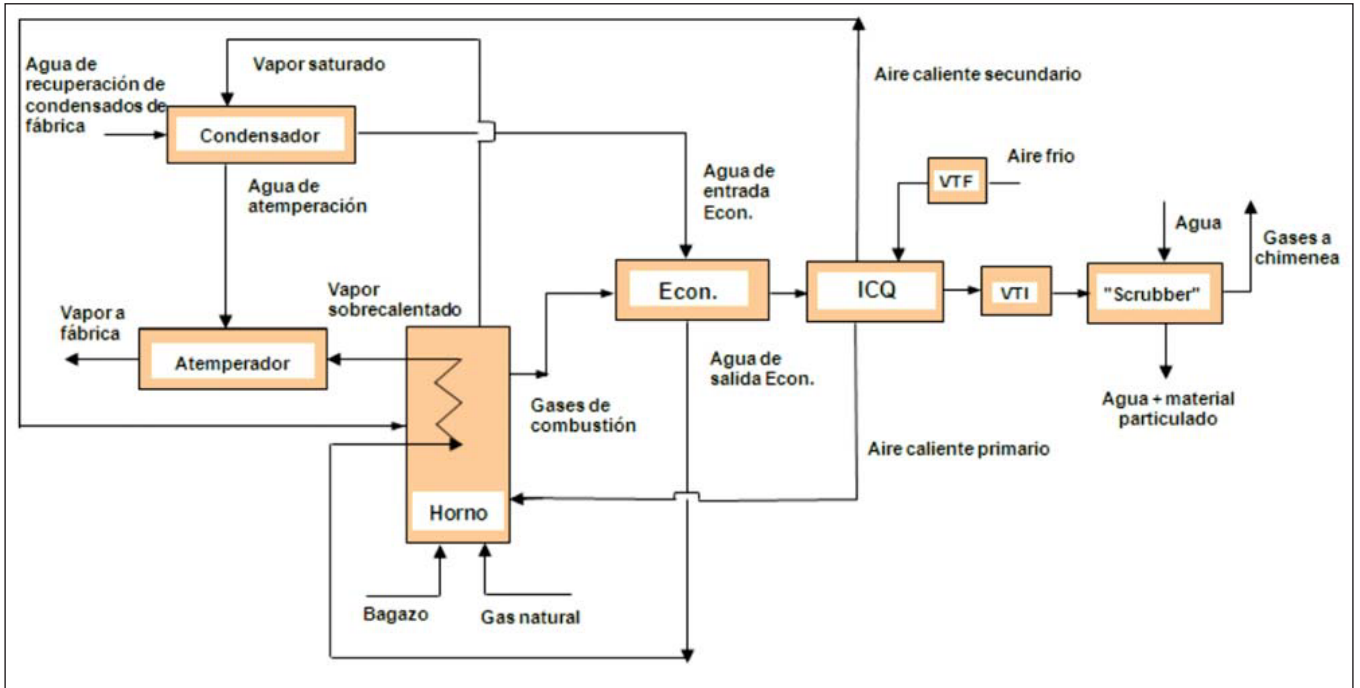 Agua de
recuperación de
condensados de
fábrica
Vapor saturado
Condensador
Agua de
atemperación
Aire caliente secundario
Agua de
entrada
Econ.
VTF
Aire frio
Agua
Gases a
chimenea
Econ.
ICQ
VTI
"Scrubber"
Vapor a
fábrica
Vapor
sobrecalentado
Atemperador
Agua de
salida Econ.
Gases de
combustión
Agua + material
particulado
Aire caliente primario
Horno
Bagazo
Gas natural